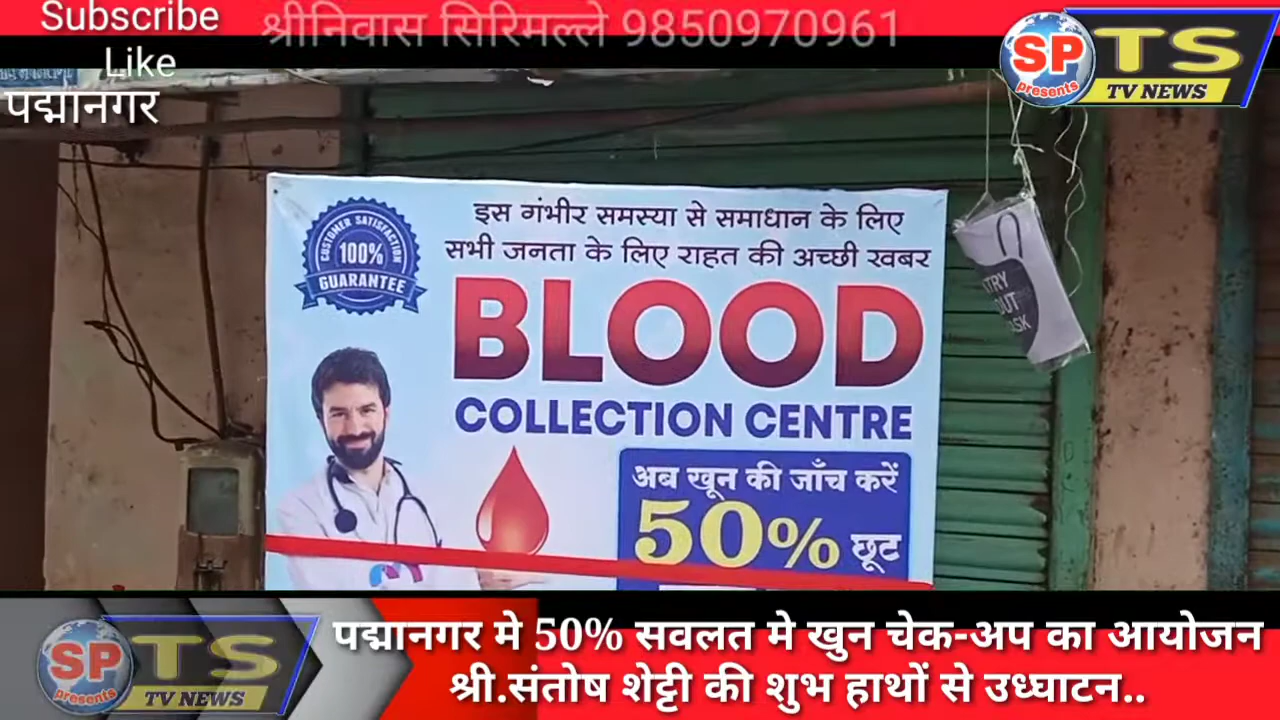 Subscribe
श्रीनिवास सिरिमल्ले 9850970961
Like
पद्मानगर
SP TS
presents
TV NEWS
इस गंभीर समस्या से समाधान के लिए
सभी जनता के लिए राहत की अच्छी खबर
CUSTOMER SATISFACTION
100%
GUARANTEE
BLOOD
COLLECTION CENTRE
अब खून की जाँच करें
50% छूट
पद्मानगर मे 50% सवलत मे खुन चेक-अप का आयोजन
श्री.संतोष शेट्टी की शुभ हाथों से उध्घाटन..
SP TS
presents
TV NEWS